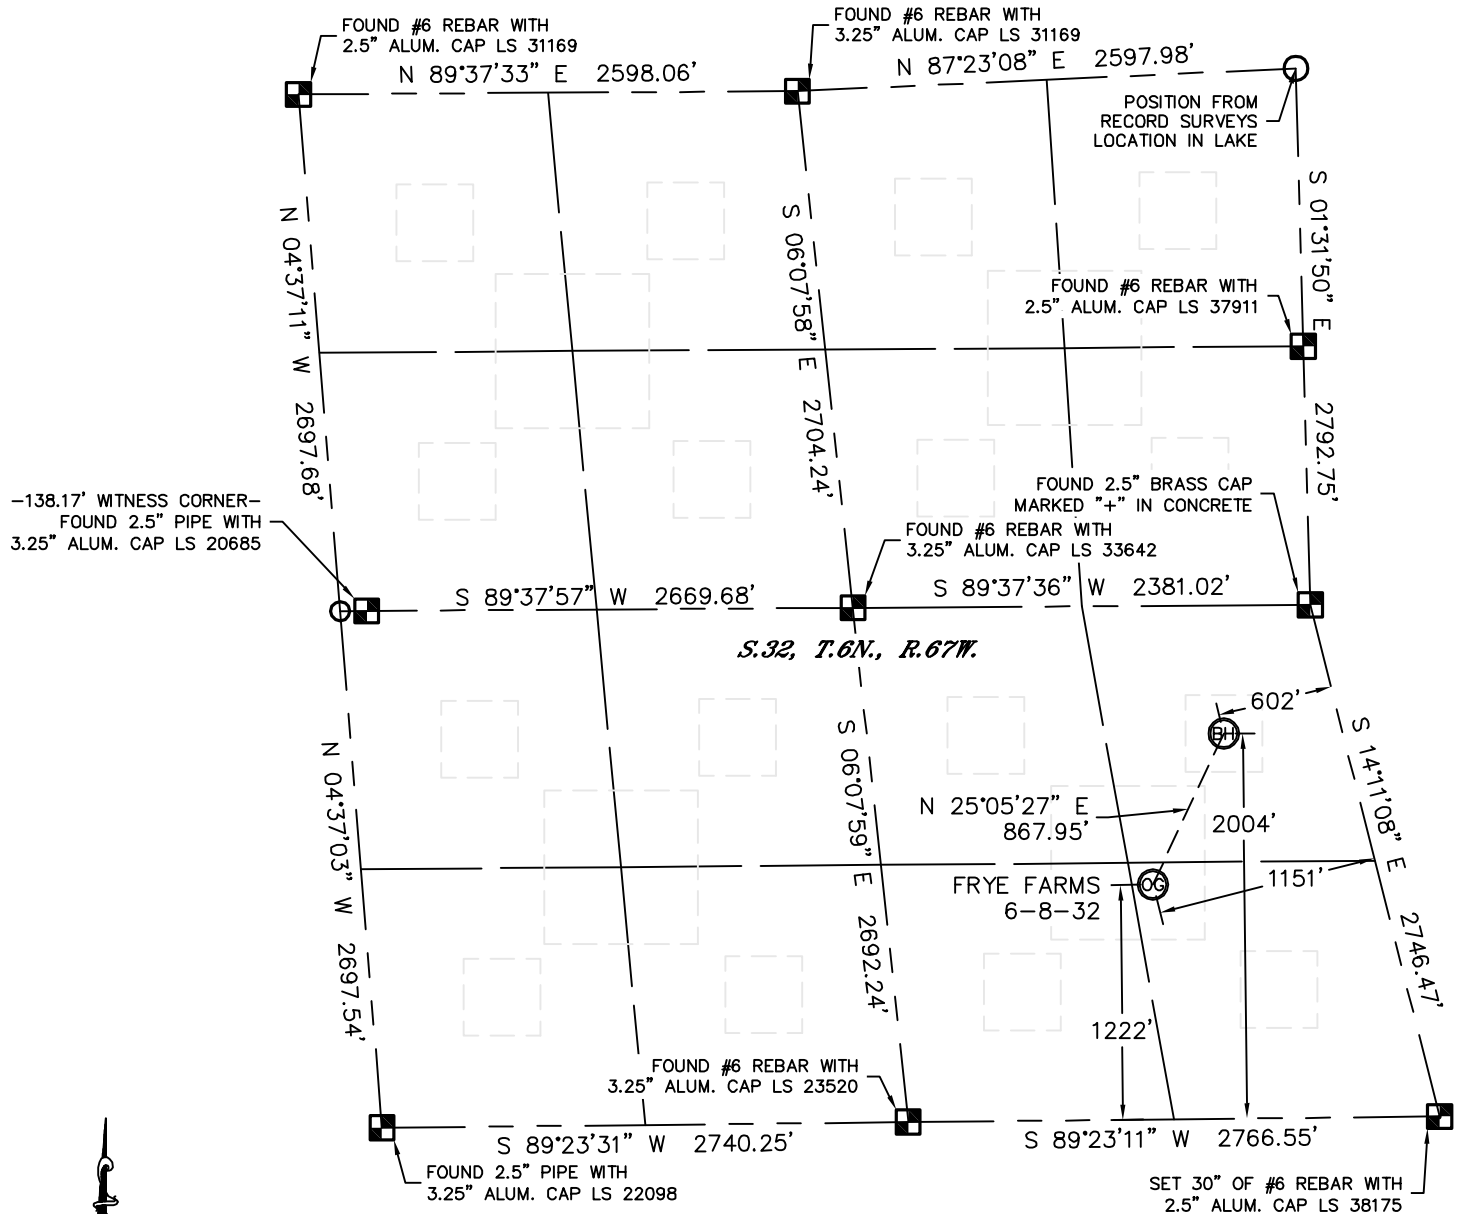 FOUND #6 REBAR WITH
2.5" ALUM. CAP LS 31169
N 89°37'33" E 2598.06'
FOUND #6 REBAR WITH
3.25" ALUM. CAP LS 31169
N 87°23'08" E 2597.98'
POSITION FROM
RECORD SURVEYS
LOCATION IN LAKE
N 04°37'11" W 2697.68'
S 06°07'58" E 2704.24'
S 01°31'50" E 2792.75'
FOUND #6 REBAR WITH
2.5" ALUM. CAP LS 37911
-138.17' WITNESS CORNER-
FOUND 2.5" PIPE WITH
3.25" ALUM. CAP LS 20685
FOUND 2.5" BRASS CAP
MARKED "+" IN CONCRETE
FOUND #6 REBAR WITH
3.25" ALUM. CAP LS 33642
S 89°37'57" W 2669.68'
S 89°37'36" W 2381.02'
S.32, T.6N., R.67W.
602'
BH
N 04°37'03" W 2697.54'
S 06°07'59" E 2692.24'
S 14°11'08" E 2746.47'
N 25°05'27" E
867.95'
2004'
FRYE FARMS
6-8-32
OG
1151'
1222'
FOUND #6 REBAR WITH
3.25" ALUM. CAP LS 23520
S 89°23'31" W 2740.25'
S 89°23'11" W 2766.55'
FOUND 2.5" PIPE WITH
3.25" ALUM. CAP LS 22098
SET 30" OF #6 REBAR WITH
2.5" ALUM. CAP LS 38175